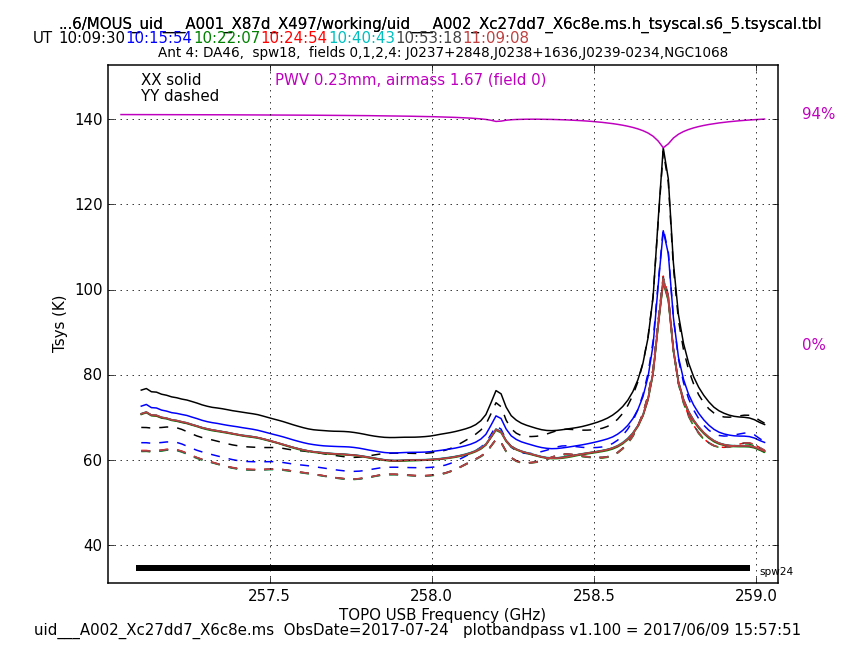 ...6/MOUS_uid___A001_X87d_X497/working/uid___A002_Xc27dd7_X6c8e.ms.h_tsyscal.s6_5.tsyscal.tbl
UT 10:09:30 10:15:54 10:22:07 10:24:54 10:40:43 10:53:18 11:09:08
Ant 4: DA46, spw18, fields 0,1,2,4: J0237+2848,J0238+1636,J0239-0234,NGC1068
XX solid
PWV 0.23mm, airmass 1.67 (field 0)
YY dashed
140
94%
120
100
Tsys (K)
0%
80
60
40
spw24
257.5 258.0 258.5 259.0
TOPO USB Frequency (GHz)
uid___A002_Xc27dd7_X6c8e.ms ObsDate=2017-07-24 plotbandpass v1.100 = 2017/06/09 15:57:51